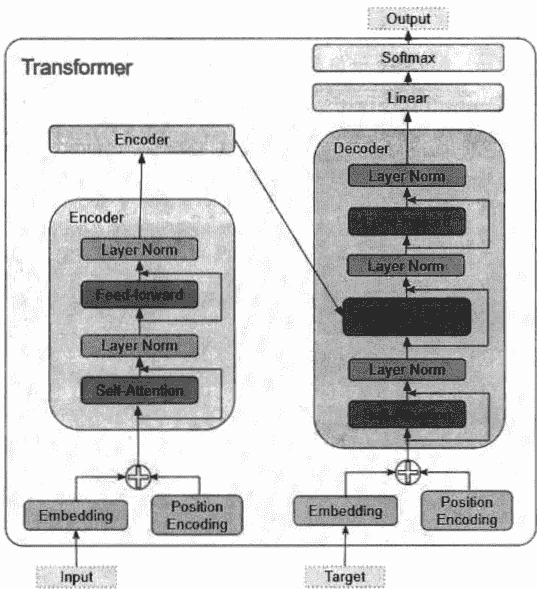 Output
Transformer
Softmax
Linear
Encoder
Decoder
Layer Norm
Encoder
Layer Norm
Layer Norm
Feed-forward
Layer Norm
Layer Norm
Self-Attention
Embedding
Position
Encoding
Embedding
Position
Encoding
Input
Target